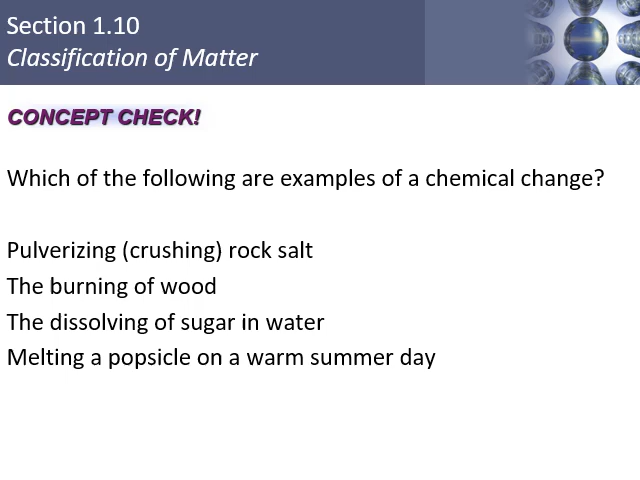 Section 1.10
Classification of Matter
CONCEPT CHECK!
Which of the following are examples of a chemical change?
Pulverizing (crushing) rock salt
The burning of wood
The dissolving of sugar in water
Melting a popsicle on a warm summer day